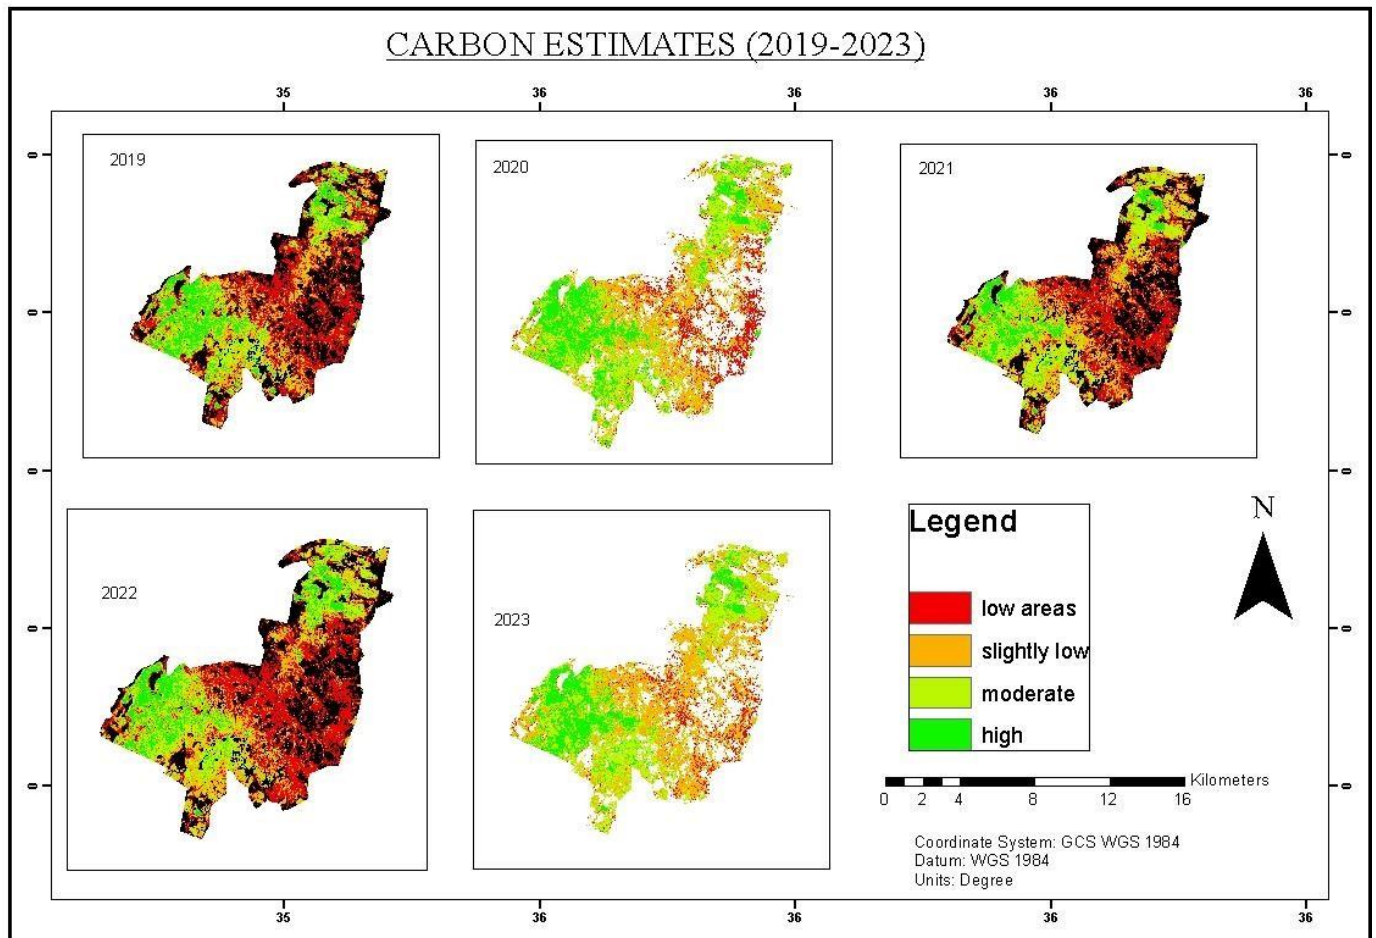 CARBON ESTIMATES (2019-2023)
35 36 36 36 36
2019
2020
2021
0 0
0 0
0 0
2022
2023
Legend
low areas
slightly low
moderate
high
N
0 0
0 0
Kilometers
0 2 4 8 12 16
Coordinate System: GCS WGS 1984
Datum: WGS 1984
Units: Degree
35 36 36 36 36